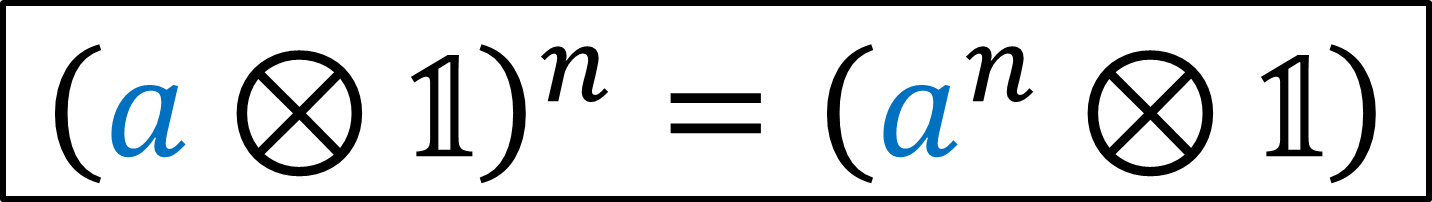 (a ⊗ 𝟙)ⁿ = (aⁿ ⊗ 𝟙)